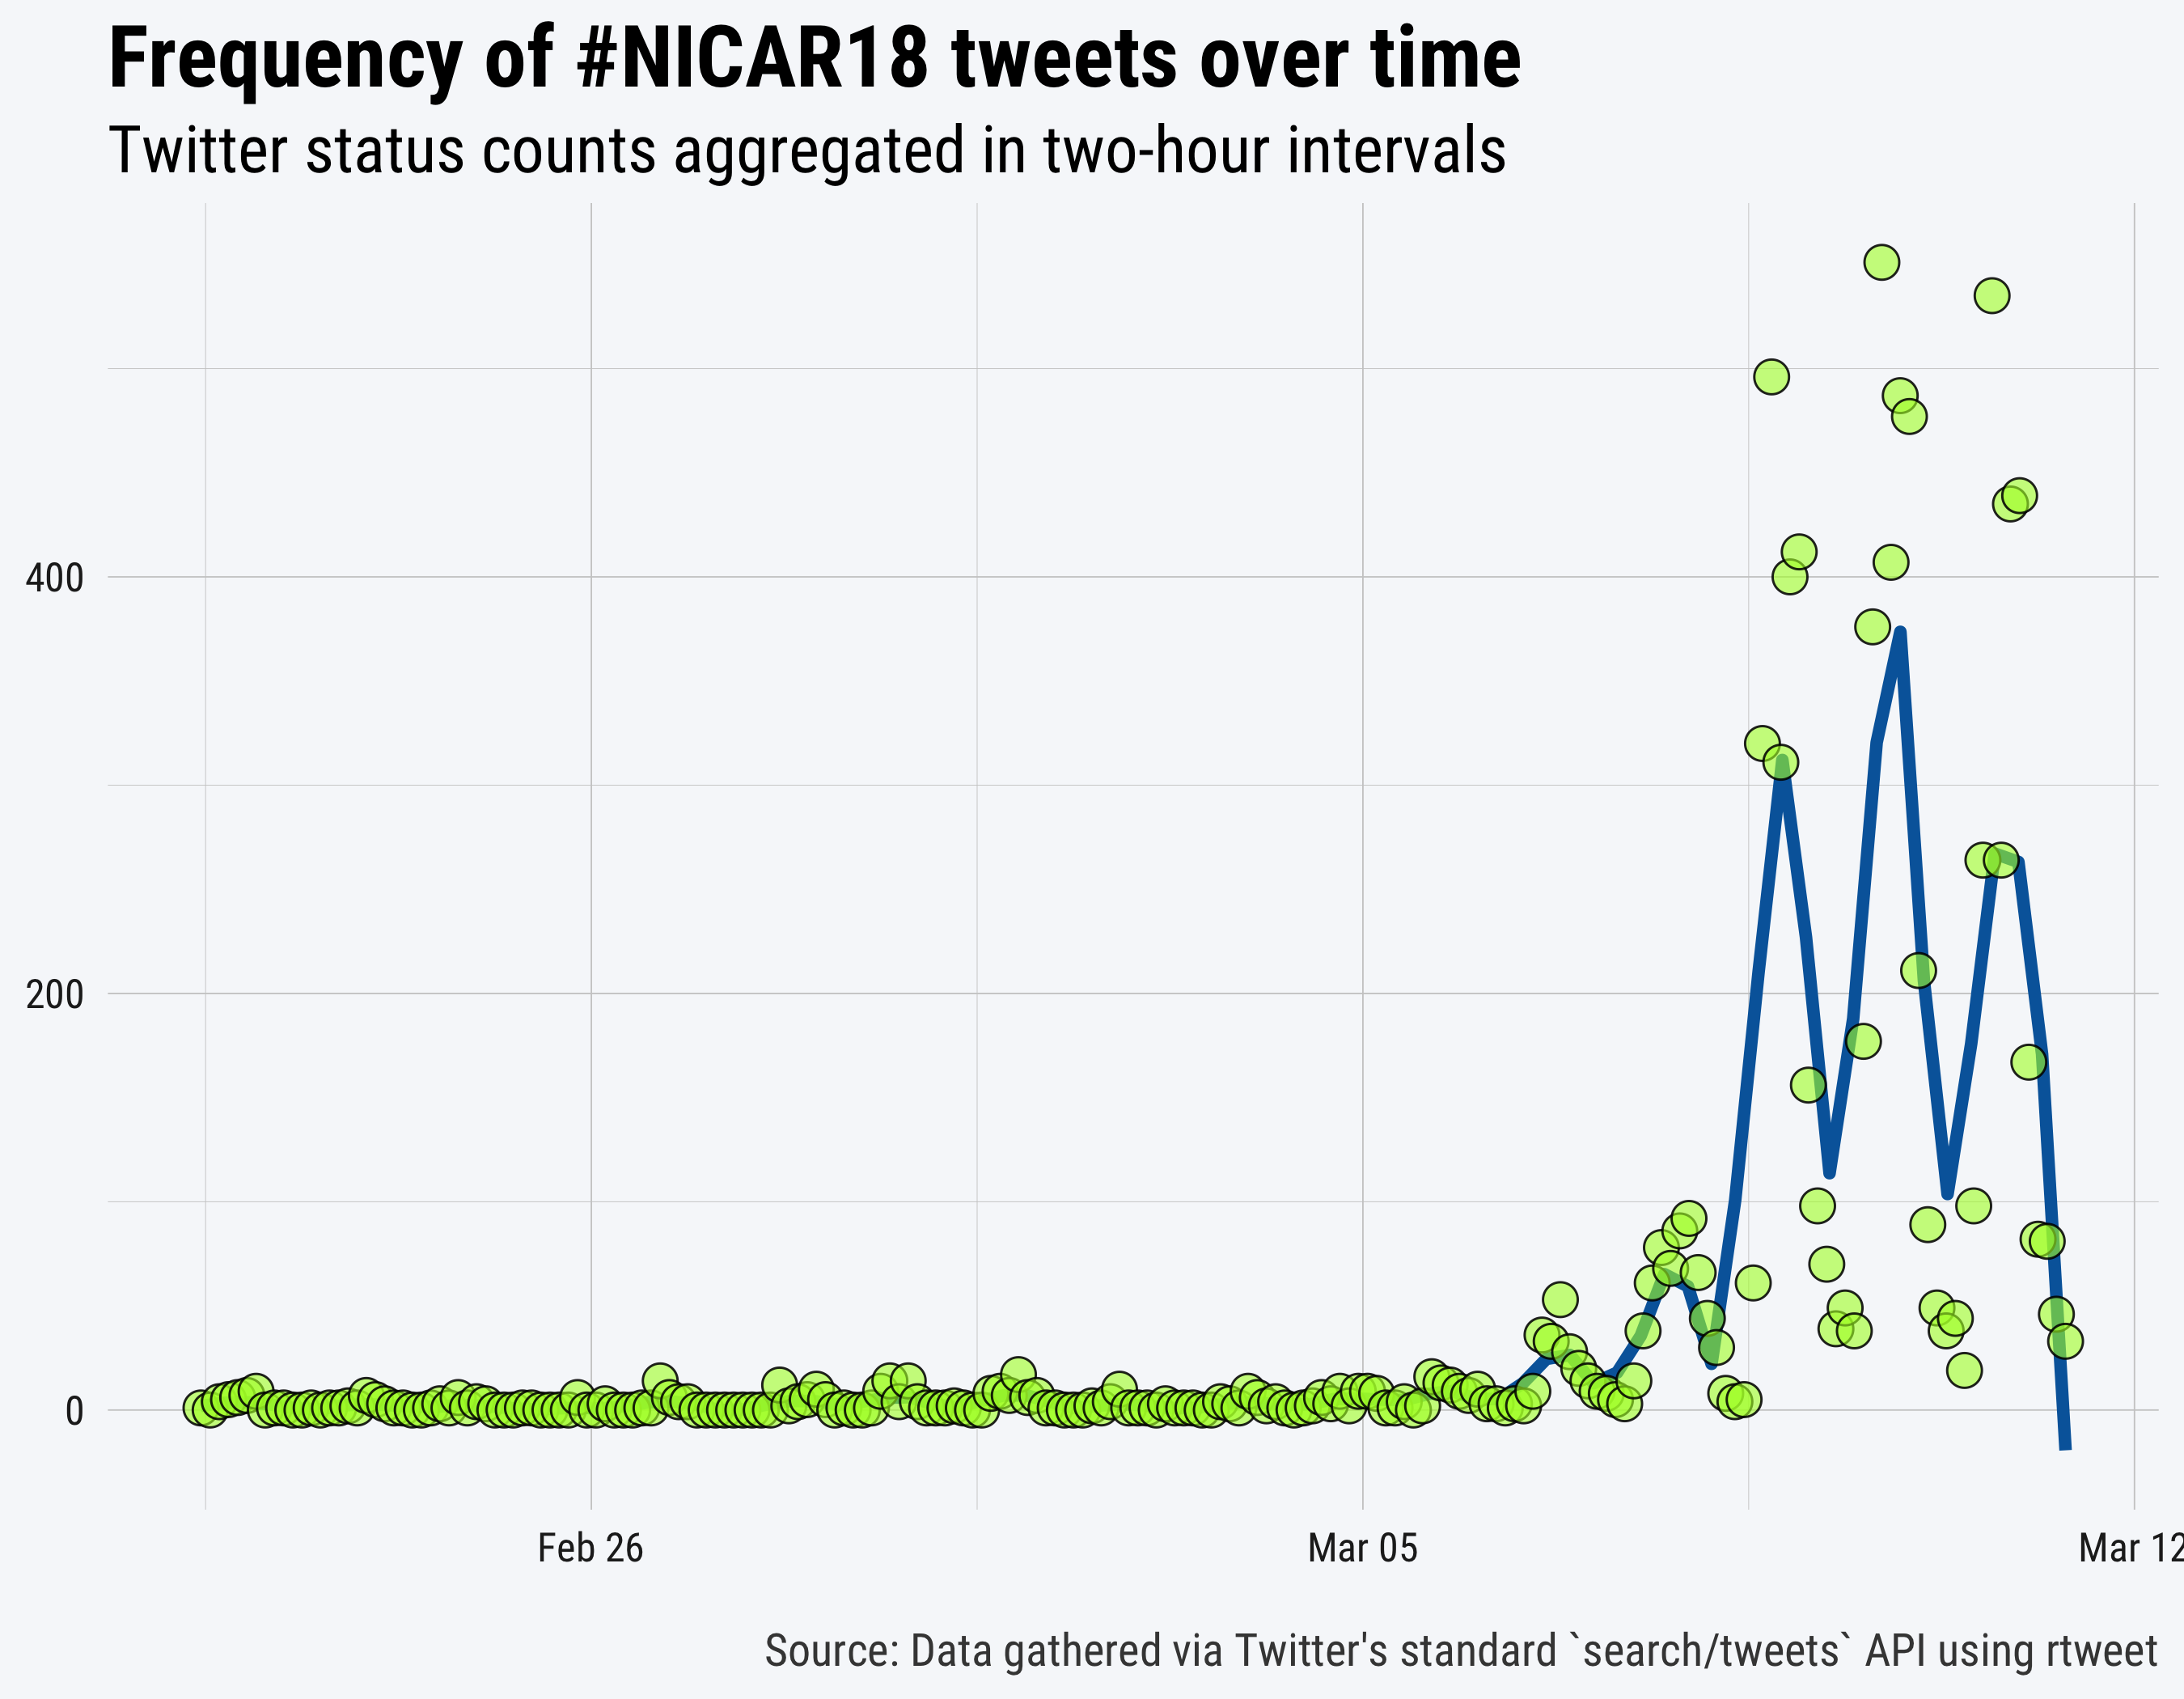 Frequency of #NICAR18 tweets over time
Twitter status counts aggregated in two-hour intervals
400
200
0
Feb 26
Mar 05
Mar 12
Source: Data gathered via Twitter's standard `search/tweets` API using rtweet